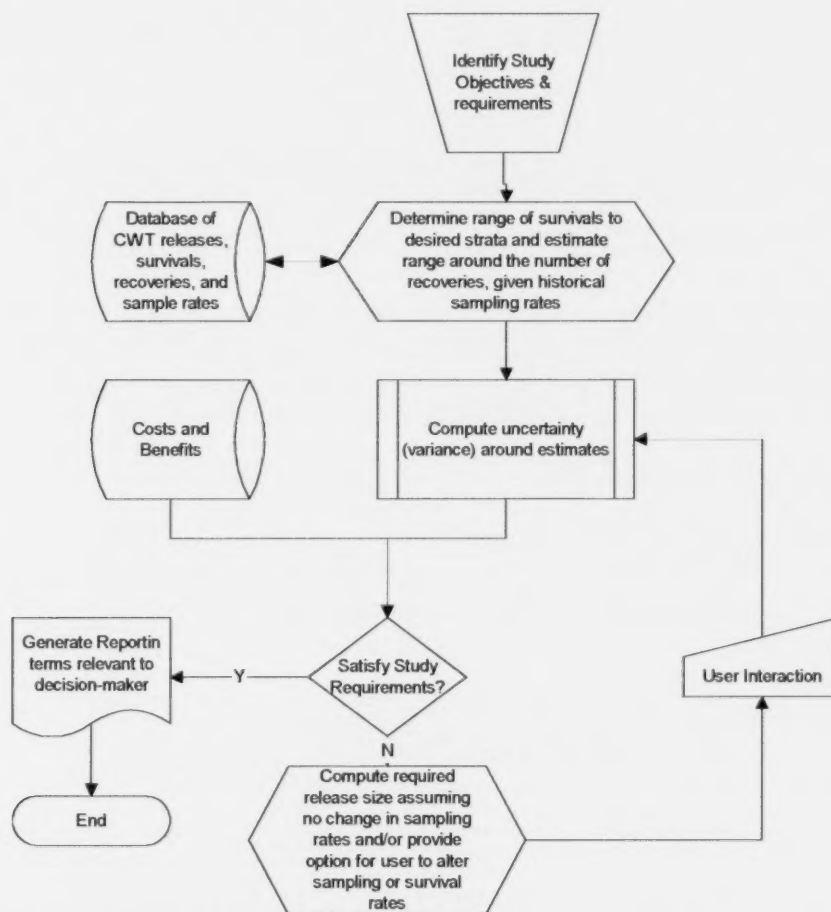 Identify Study
Objectives &
requirements
Database of
CWT releases,
survivals,
recoveries, and
sample rates
Determine range of survivals to
desired strata and estimate
range around the number of
recoveries, given historical
sampling rates
Costs and
Benefits
Compute uncertainty
(variance) around estimates
Generate Reportin
terms relevant to
decision-maker
Y
Satisfy Study
Requirements?
User Interaction
N
End
Compute required
release size assuming
no change in sampling
rates and/or provide
option for user to alter
sampling or survival
rates